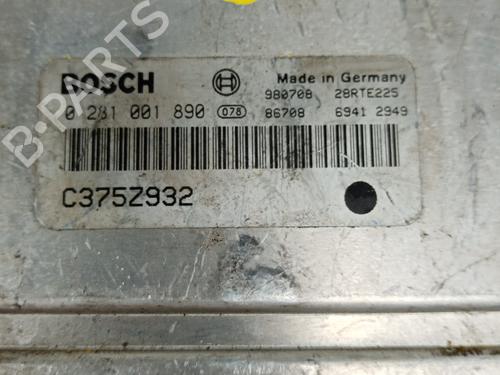 BOSCH
Made in Germany
980708 28RTE225
0 281 001 890 078
86708 6941 2949
C375Z932
B-PARTS